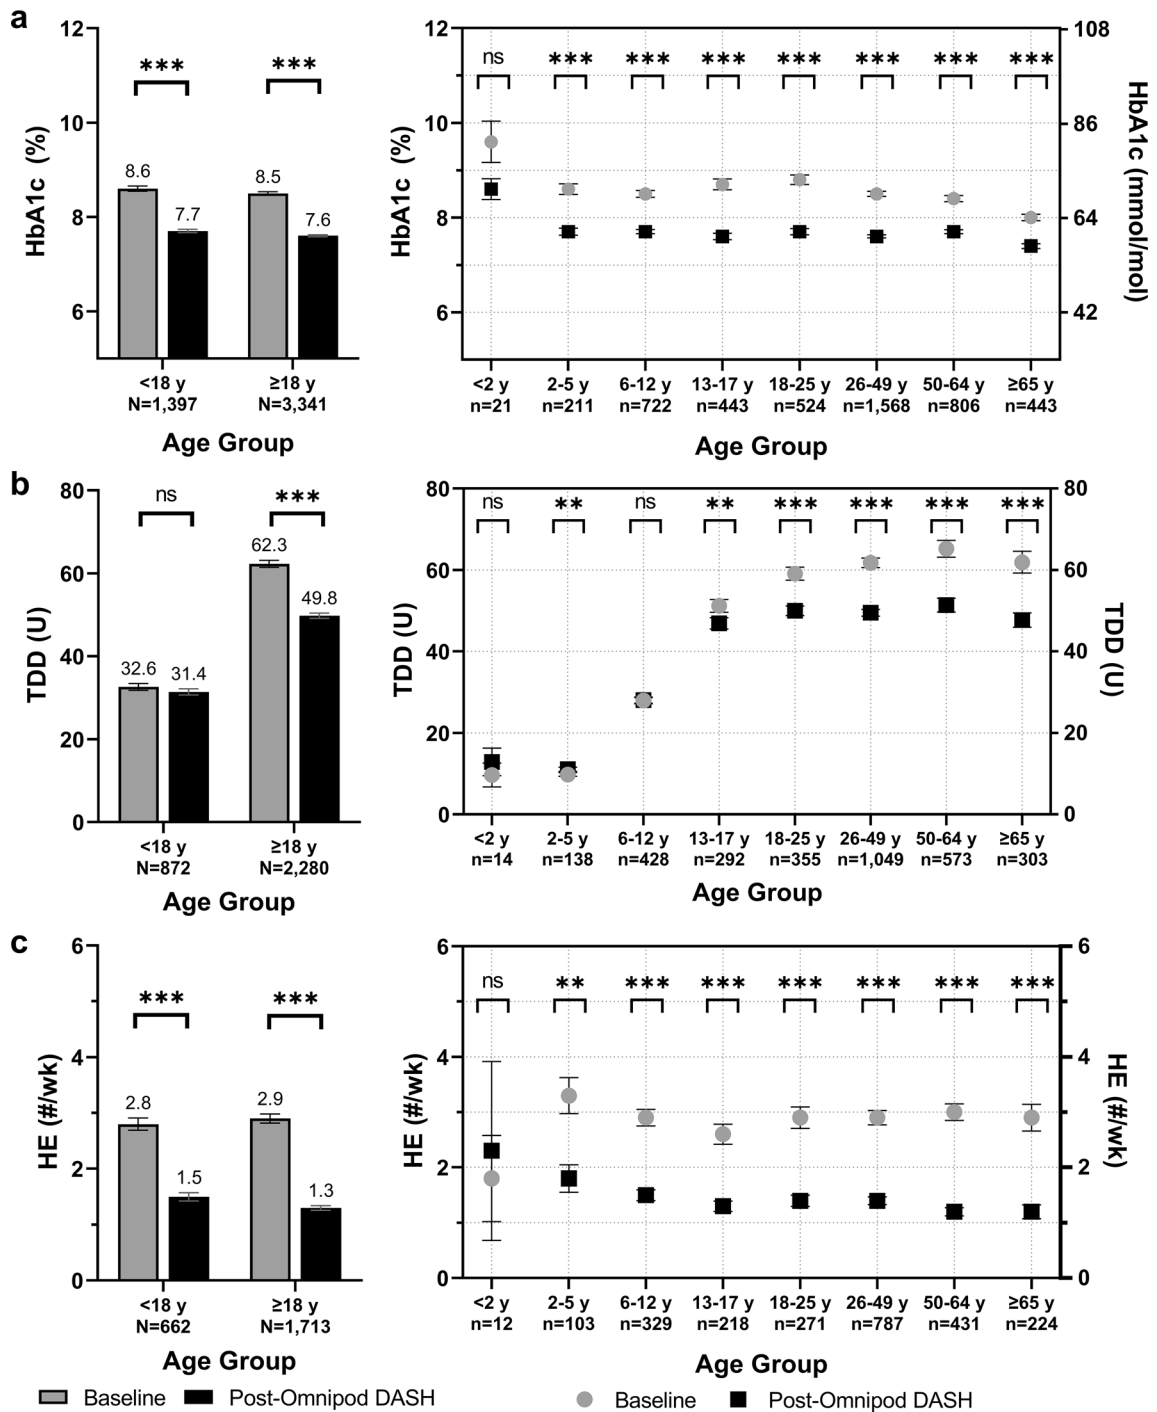 a
12
10
8
6
HbA1c (%)
***
***
8.6
7.7
8.5
7.6
<18 y
N=1,397
≥18 y
N=3,341
Age Group
12
10
8
6
HbA1c (%)
ns *** *** *** *** *** *** ***
108
86
64
42
HbA1c (mmol/mol)
<2 y 2-5 y 6-12 y 13-17 y 18-25 y 26-49 y 50-64 y ≥65 y
n=21 n=211 n=722 n=443 n=524 n=1,568 n=806 n=443
Age Group
b
80
60
40
20
0
TDD (U)
ns
***
32.6
31.4
62.3
49.8
<18 y
N=872
≥18 y
N=2,280
Age Group
80
60
40
20
0
TDD (U)
ns ** ns ** *** *** *** ***
80
60
40
20
0
TDD (U)
<2 y 2-5 y 6-12 y 13-17 y 18-25 y 26-49 y 50-64 y ≥65 y
n=14 n=138 n=428 n=292 n=355 n=1,049 n=573 n=303
Age Group
c
6
4
2
0
HE (#/wk)
***
***
2.8
1.5
2.9
1.3
<18 y
N=662
≥18 y
N=1,713
Age Group
6
4
2
0
HE (#/wk)
ns ** *** *** *** *** *** ***
6
4
2
0
HE (#/wk)
<2 y 2-5 y 6-12 y 13-17 y 18-25 y 26-49 y 50-64 y ≥65 y
n=12 n=103 n=329 n=218 n=271 n=787 n=431 n=224
Age Group
Baseline Post-Omnipod DASH
Baseline Post-Omnipod DASH